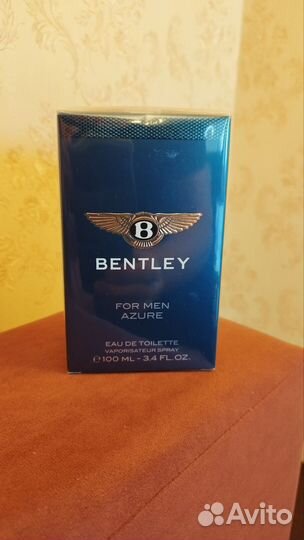 B
BENTLEY
FOR MEN
AZURE
EAU DE TOILETTE
VAPORISATEUR SPRAY
℮100 ML - 3.4 FL.OZ.
Avito